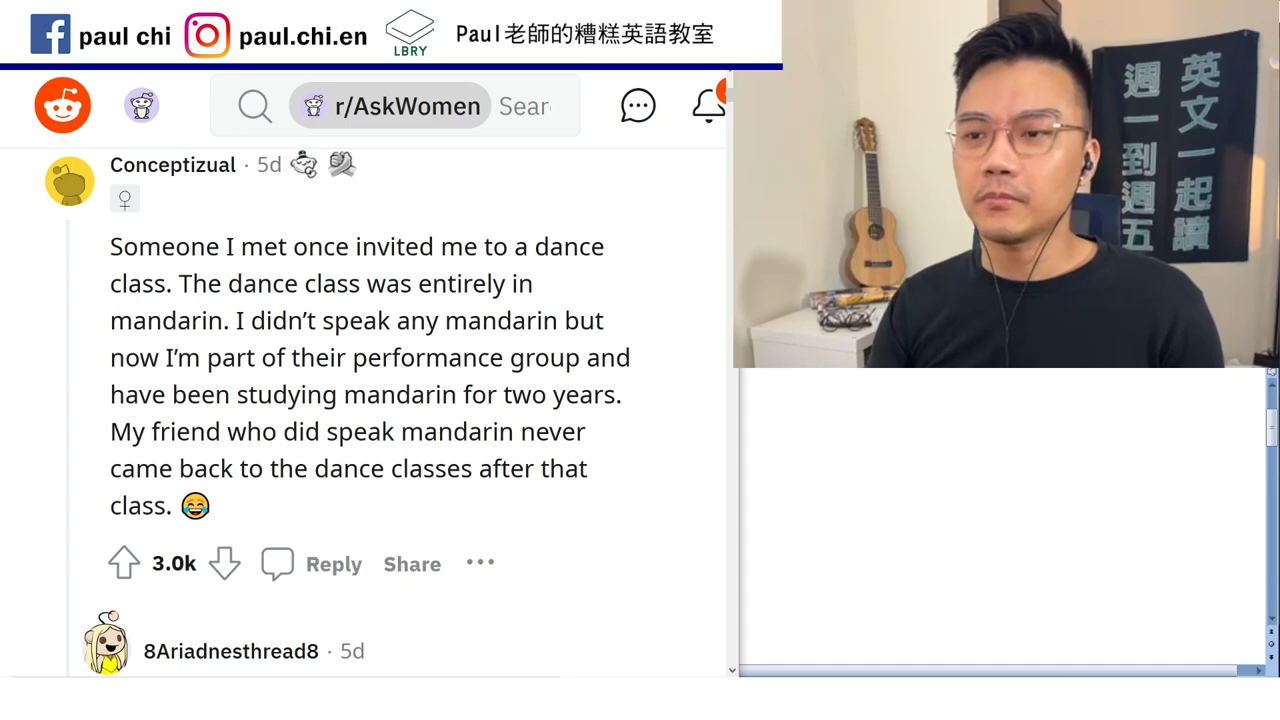 paul chi
paul.chi.en
LBRY
Paul老師的糟糕英語教室
r/AskWomen
Sear
Conceptizual · 5d
Someone I met once invited me to a dance
class. The dance class was entirely in
mandarin. I didn’t speak any mandarin but
now I’m part of their performance group and
have been studying mandarin for two years.
My friend who did speak mandarin never
came back to the dance classes after that
class. 😂
3.0k
Reply
Share
8Ariadnesthread8 · 5d
英文一起讀
週一到週五